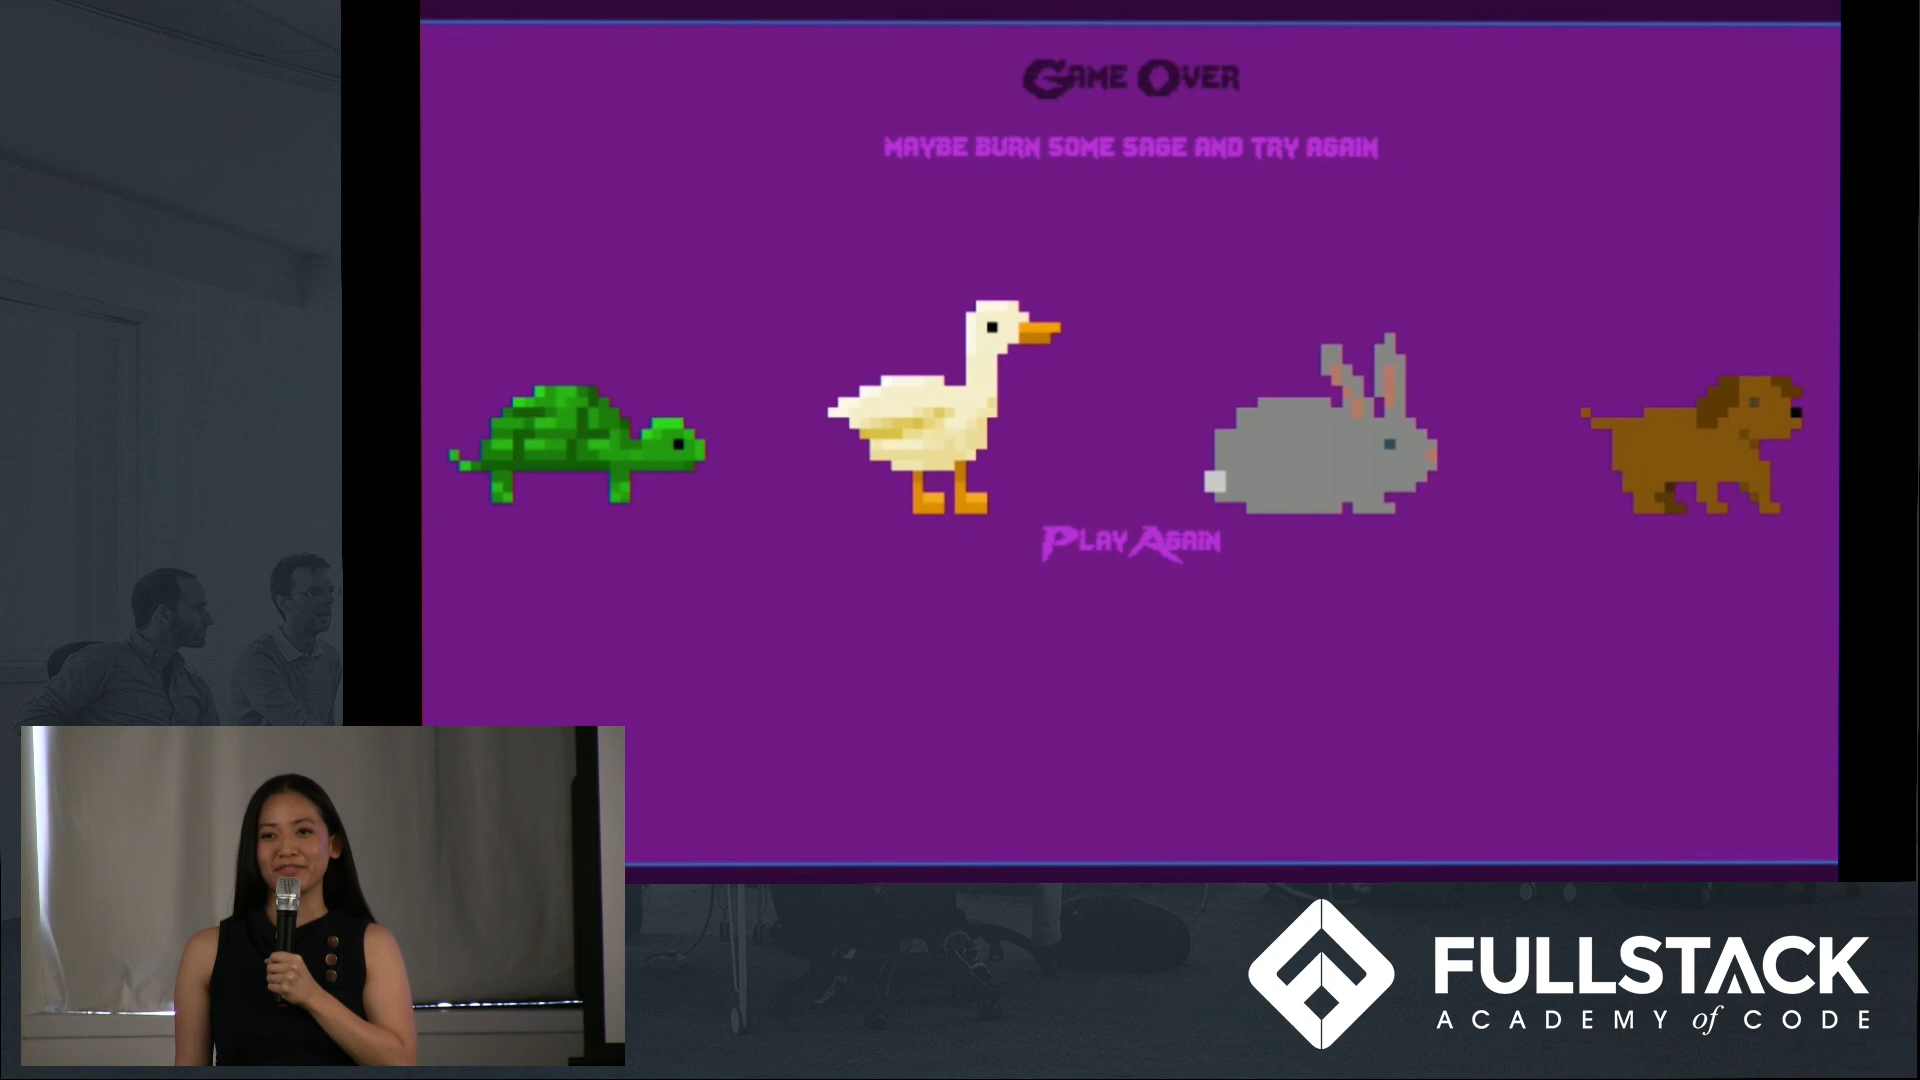 Game Over
MAYBE BURN SOME SAGE AND TRY AGAIN
Play Again
FULLSTACK
ACADEMY of CODE